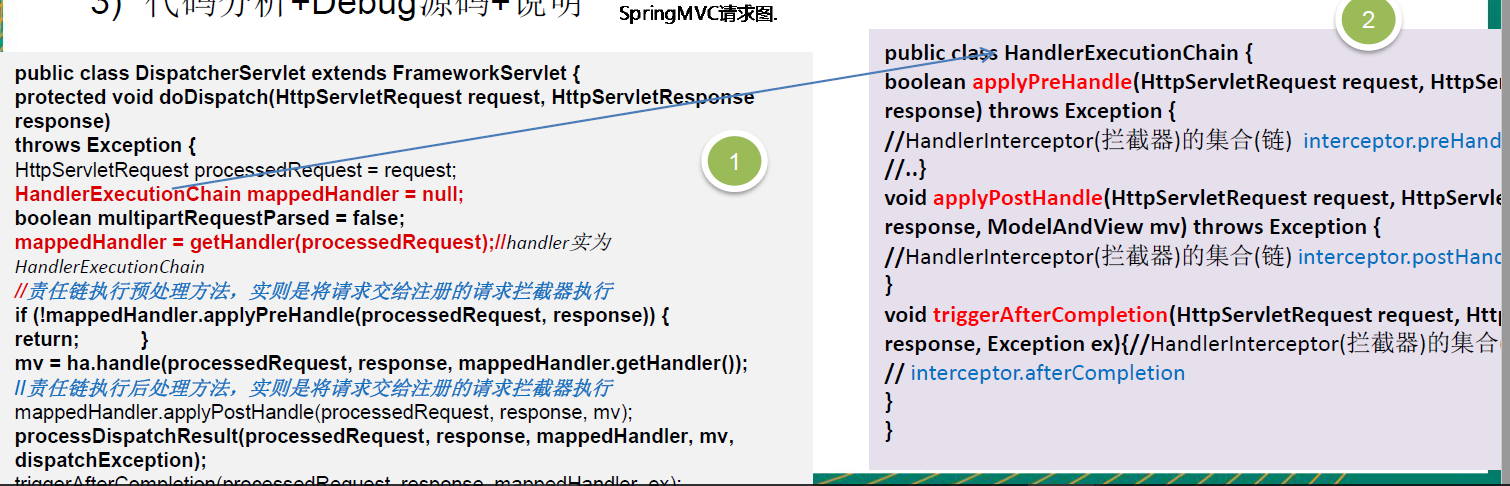 3) 代码分析+Debug源码+说明
SpringMVC请求图.
public class DispatcherServlet extends FrameworkServlet {
protected void doDispatch(HttpServletRequest request, HttpServletResponse
response)
throws Exception {
HttpServletRequest processedRequest = request;
HandlerExecutionChain mappedHandler = null;
boolean multipartRequestParsed = false;
mappedHandler = getHandler(processedRequest);//handler实为
HandlerExecutionChain
//责任链执行预处理方法，实则是将请求交给注册的请求拦截器执行
if (!mappedHandler.applyPreHandle(processedRequest, response)) {
return; }
mv = ha.handle(processedRequest, response, mappedHandler.getHandler());
//责任链执行后处理方法，实则是将请求交给注册的请求拦截器执行
mappedHandler.applyPostHandle(processedRequest, response, mv);
processDispatchResult(processedRequest, response, mappedHandler, mv,
dispatchException);
triggerAfterCompletion(processedRequest, response, mappedHandler, ex);
1
2
public class HandlerExecutionChain {
boolean applyPreHandle(HttpServletRequest request, HttpSe
response) throws Exception {
//HandlerInterceptor(拦截器)的集合(链) interceptor.preHand
//..}
void applyPostHandle(HttpServletRequest request, HttpServle
response, ModelAndView mv) throws Exception {
//HandlerInterceptor(拦截器)的集合(链) interceptor.postHand
}
void triggerAfterCompletion(HttpServletRequest request, Htt
response, Exception ex){//HandlerInterceptor(拦截器)的集合
// interceptor.afterCompletion
}
}